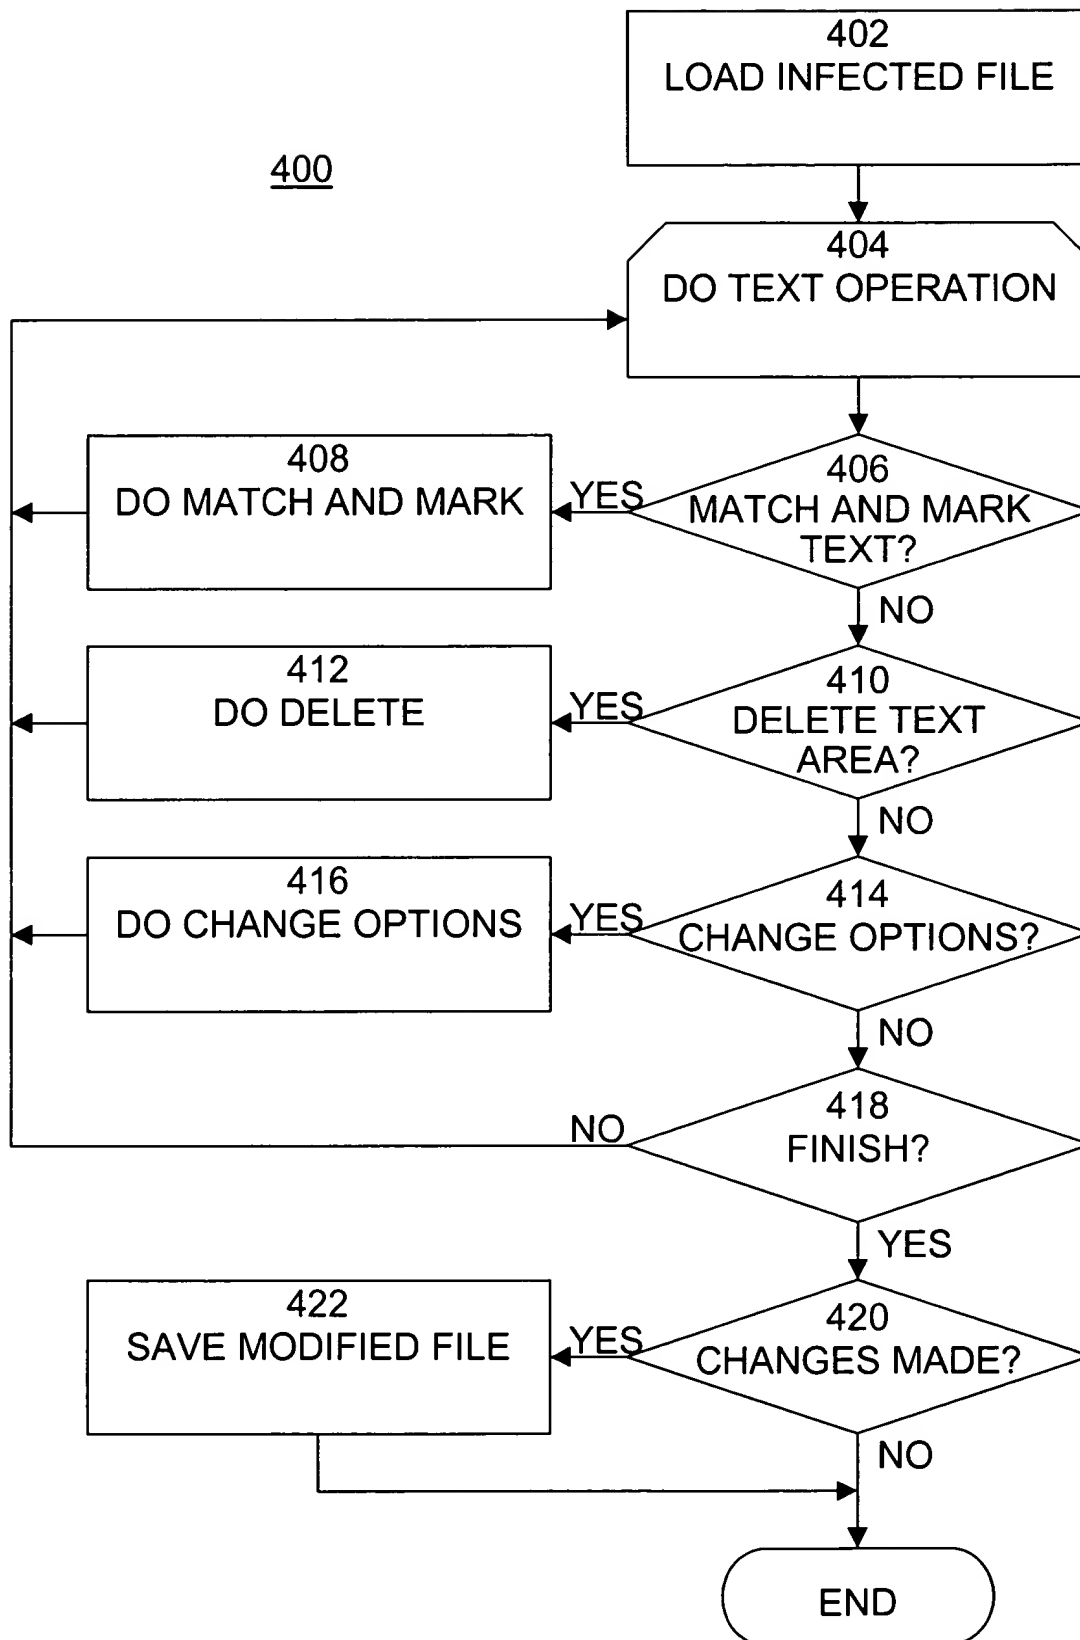 402
LOAD INFECTED FILE
400
404
DO TEXT OPERATION
408
DO MATCH AND MARK
YES
406
MATCH AND MARK
TEXT?
NO
412
DO DELETE
YES
410
DELETE TEXT
AREA?
NO
416
DO CHANGE OPTIONS
YES
414
CHANGE OPTIONS?
NO
NO
418
FINISH?
YES
422
SAVE MODIFIED FILE
YES
420
CHANGES MADE?
NO
END